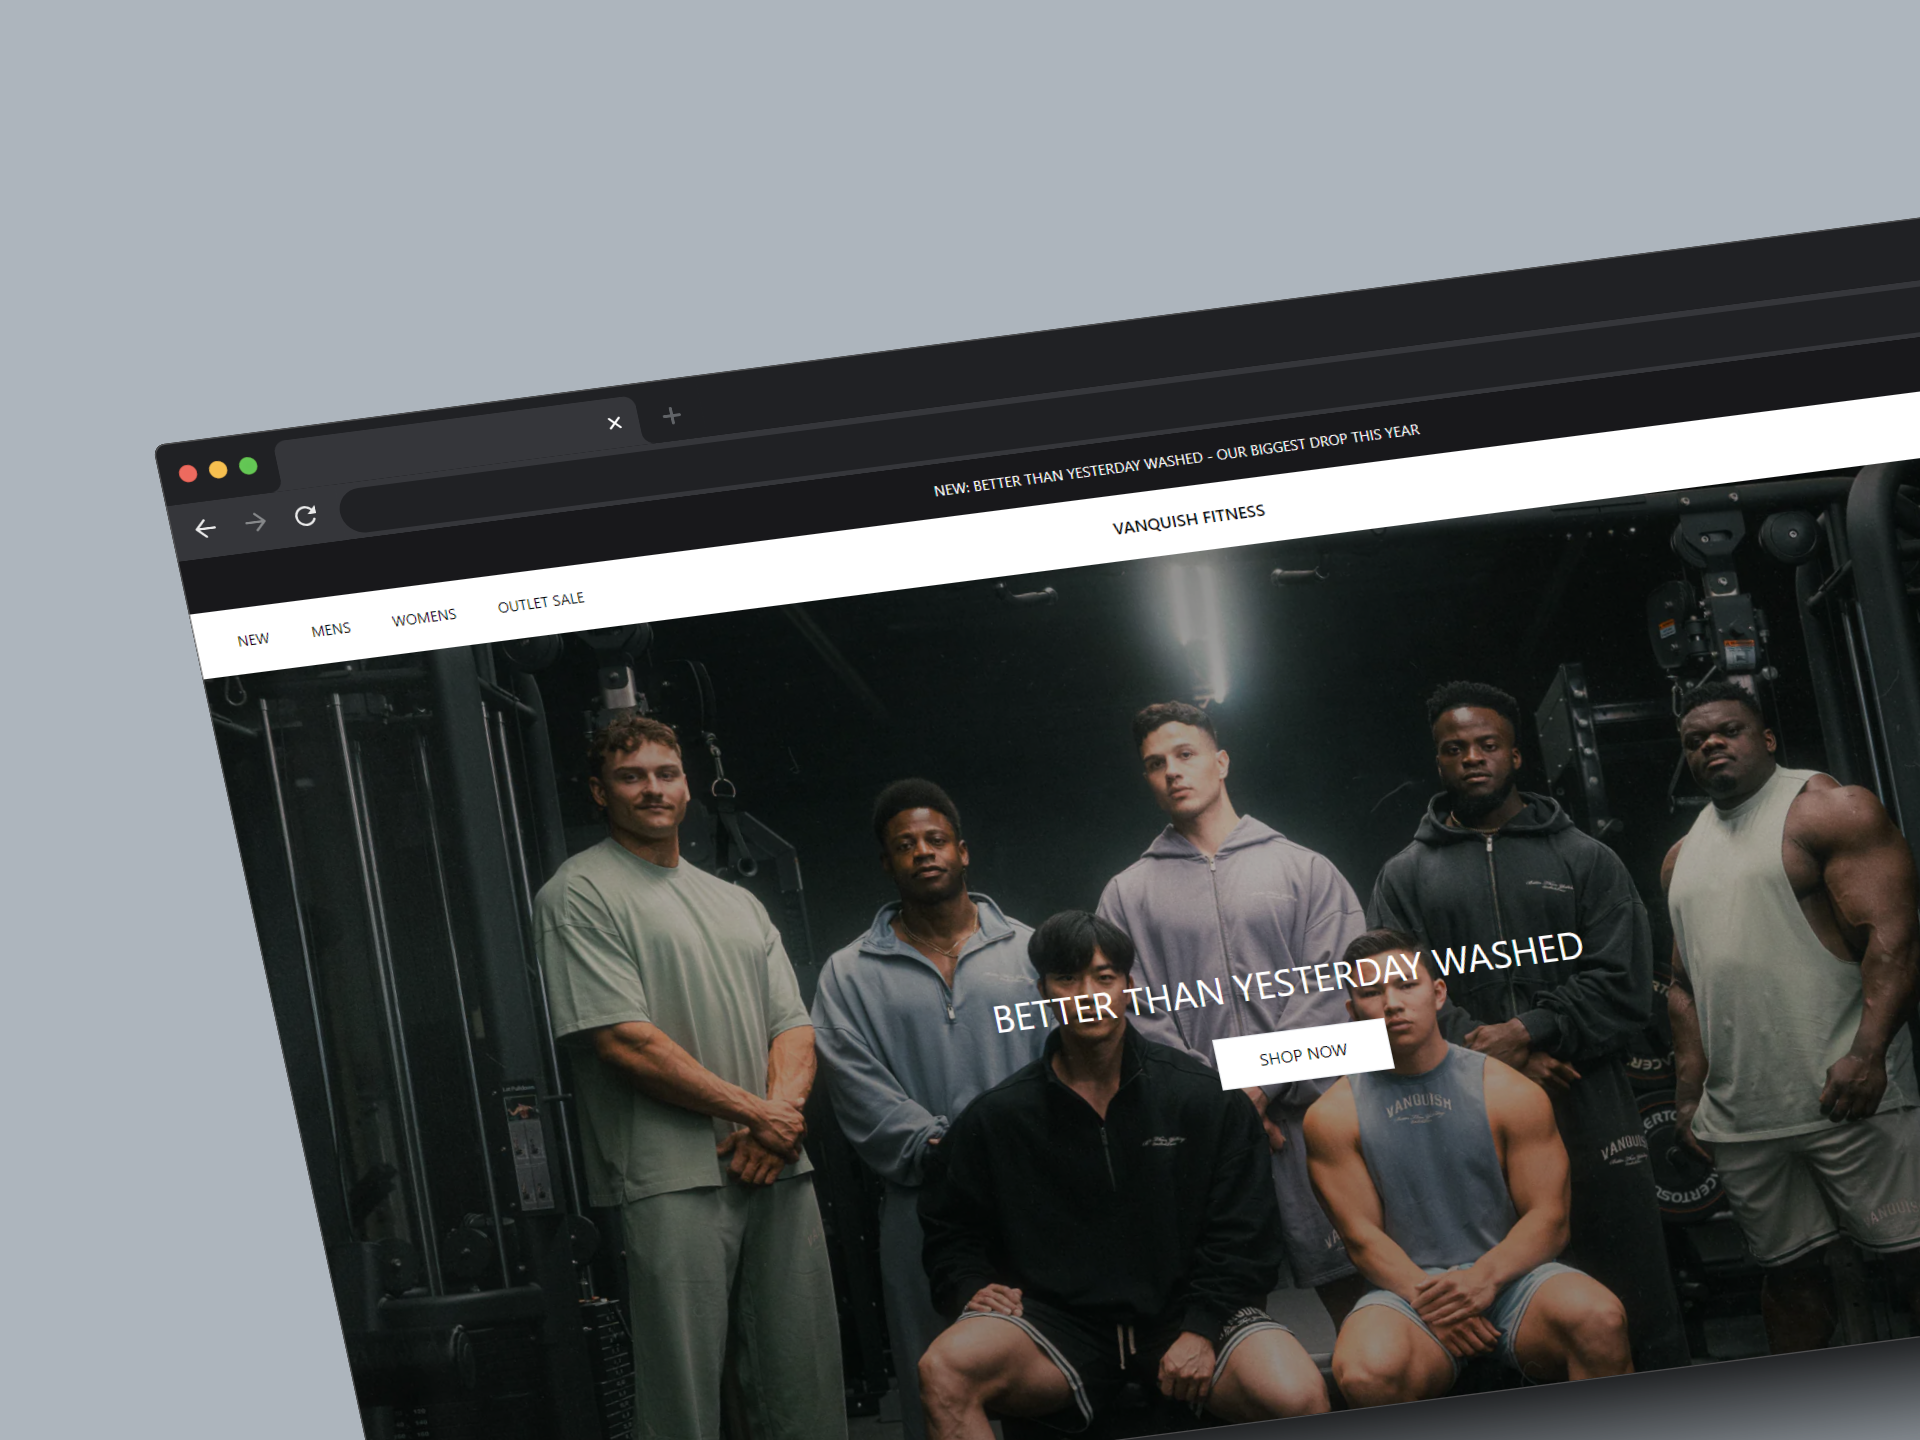 NEW: BETTER THAN YESTERDAY WASHED - OUR BIGGEST DROP THIS YEAR
VANQUISH FITNESS
NEW
MENS
WOMENS
OUTLET SALE
BETTER THAN YESTERDAY WASHED
SHOP NOW
VANQUISH
VANQUIS